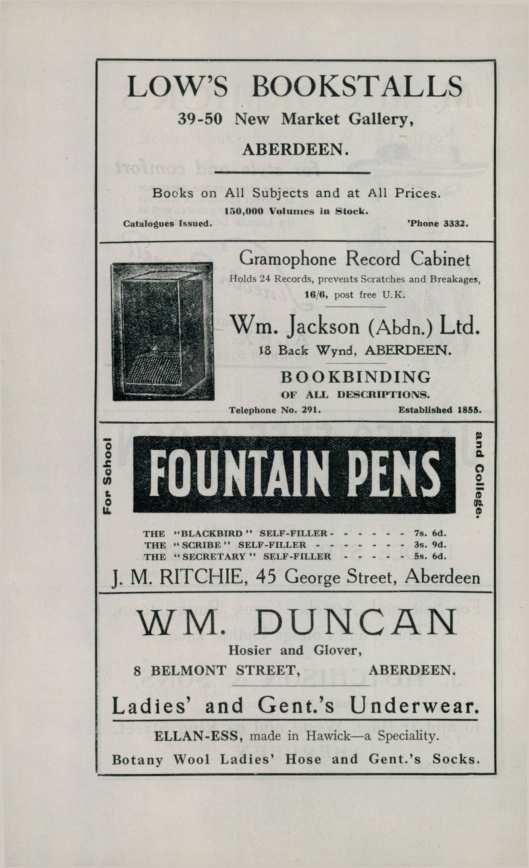 LOW'S BOOKSTALLS
39-50 New Market Gallery,
ABERDEEN.
Books on All Subjects and at All Prices.
150,000 Volumes in Stock.
Catalogues Issued. 'Phone 3332.
Gramophone Record Cabinet
Holds 24 Records, prevents Scratches and Breakages,
16/6, post free U.K.
Wm. Jackson (Abdn.) Ltd.
18 Back Wynd, ABERDEEN.
BOOKBINDING
OF ALL DESCRIPTIONS.
Telephone No. 291. Established 1855.
For School
FOUNTAIN PENS
and College.
THE "BLACKBIRD" SELF-FILLER - - - - - - 7s. 6d.
THE "SCRIBE" SELF-FILLER - - - - - - - 3s. 9d.
THE "SECRETARY" SELF-FILLER - - - - - 5s. 6d.
J. M. RITCHIE, 45 George Street, Aberdeen
WM. DUNCAN
Hosier and Glover,
8 BELMONT STREET, ABERDEEN.
Ladies' and Gent.'s Underwear.
ELLAN-ESS, made in Hawick—a Speciality.
Botany Wool Ladies' Hose and Gent.'s Socks.